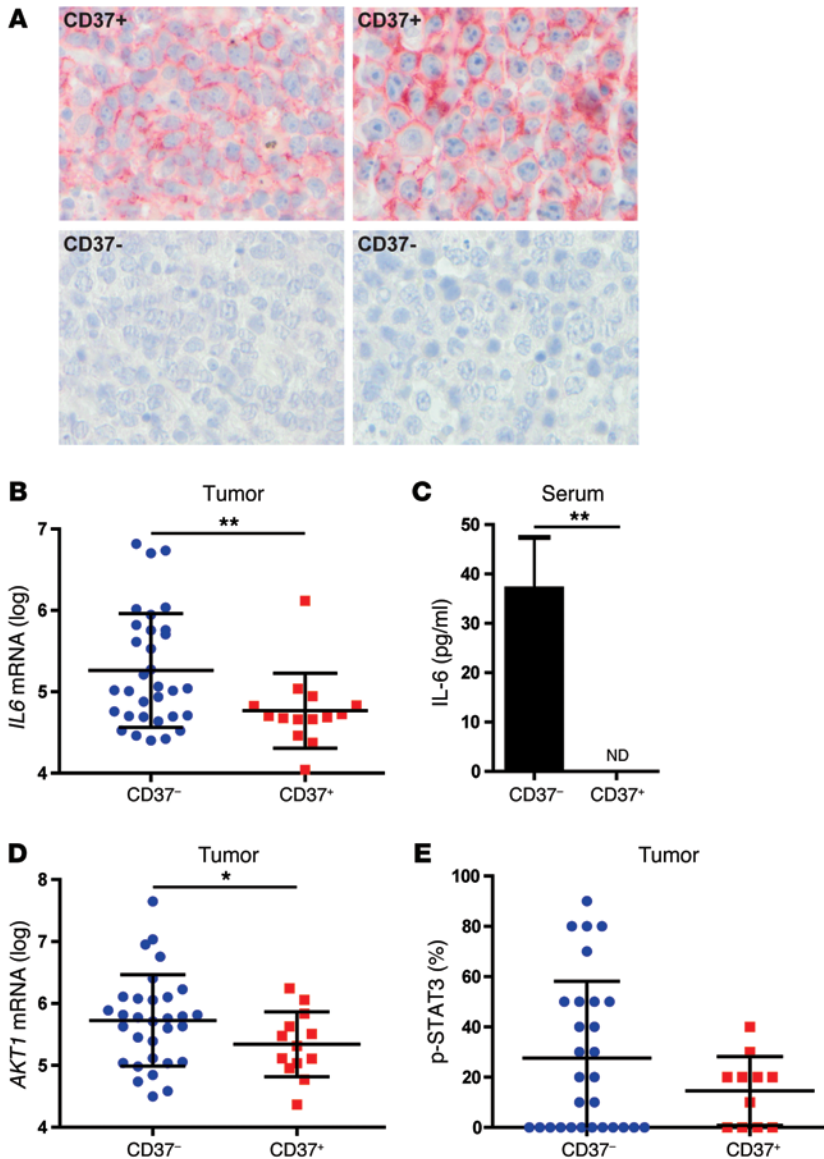 A
CD37+
CD37+
CD37-
CD37-
B
Tumor
**
IL6 mRNA (log)
7
6
5
4
CD37⁻
CD37⁺
C
Serum
**
IL-6 (pg/ml)
50
40
30
20
10
0
ND
CD37⁻
CD37⁺
D
Tumor
*
AKT1 mRNA (log)
8
7
6
5
4
CD37⁻
CD37⁺
E
Tumor
p-STAT3 (%)
100
80
60
40
20
0
CD37⁻
CD37⁺